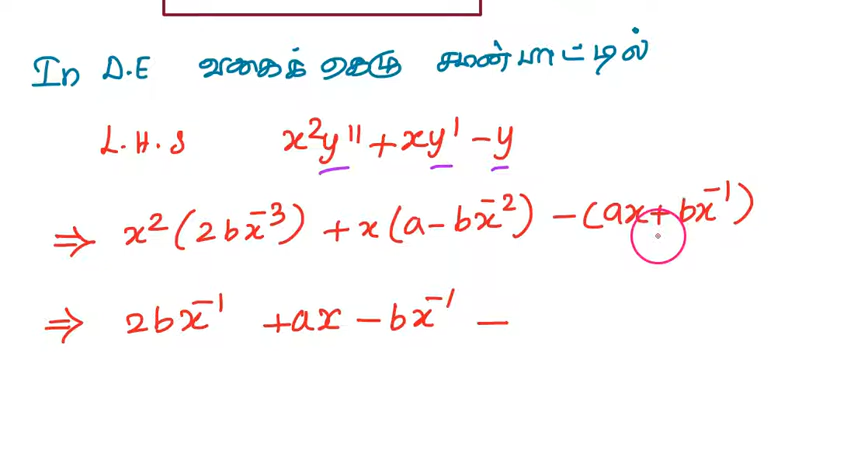 In D.E வகைக் கெழு சமன்பாட்டில்
L.H.S x²y'' + xy' - y
⇒ x²(2bx⁻³) + x(a - bx⁻²) - (ax + bx⁻¹)
⇒ 2bx⁻¹ + ax - bx⁻¹ -